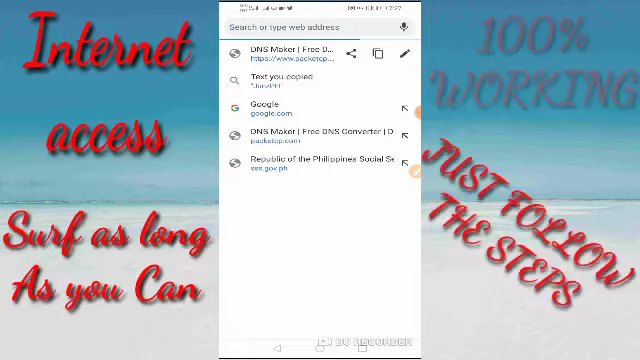 Internet
access
Surf as long
As you Can
7:27
Search or type web address
DNS Maker | Free D...
https://www.packetcp...
Text you copied
Google
google.com
DNS Maker | Free DNS Converter | D
packetcp.com
Republic of the Philippines Social Se
sss.gov.ph
DU RECORDER
100%
WORKING
JUST FOLLOW
THE STEPS